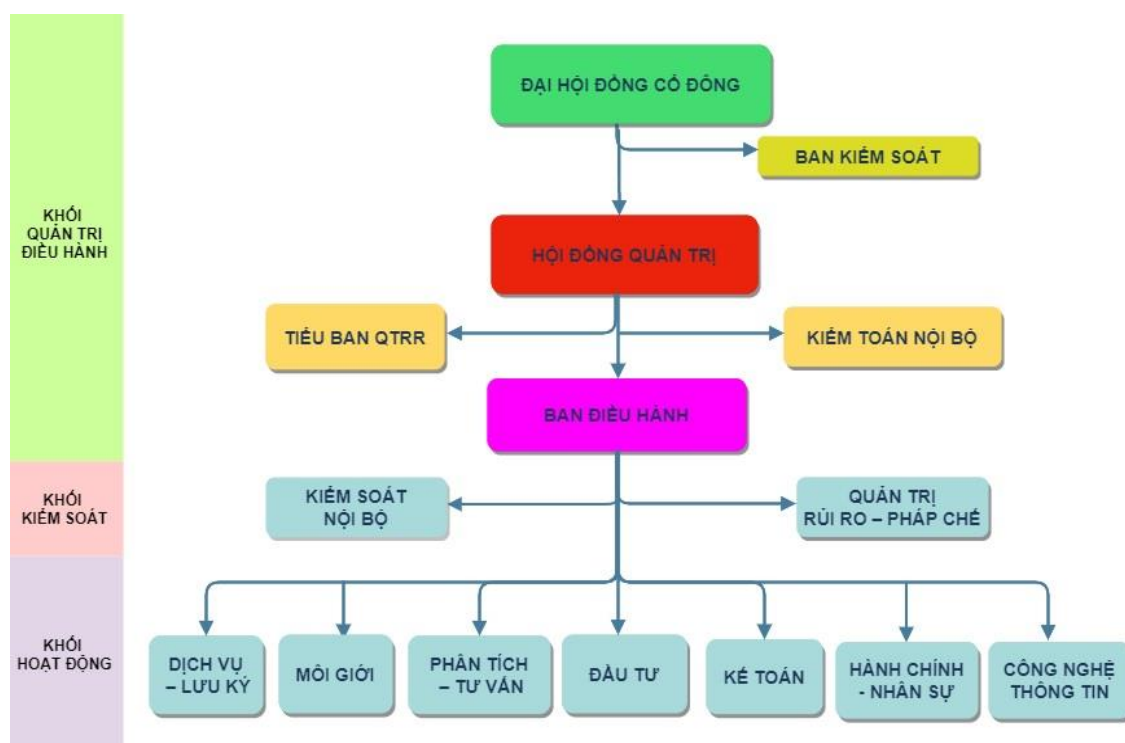 ĐẠI HỘI ĐỒNG CỔ ĐÔNG
BAN KIỂM SOÁT
KHỐI
QUẢN TRỊ
ĐIỀU HÀNH
HỘI ĐỒNG QUẢN TRỊ
TIỂU BAN QTRR
KIỂM TOÁN NỘI BỘ
BAN ĐIỀU HÀNH
KHỐI
KIỂM SOÁT
KIỂM SOÁT
NỘI BỘ
QUẢN TRỊ
RỦI RO – PHÁP CHẾ
KHỐI
HOẠT ĐỘNG
DỊCH VỤ
– LƯU KÝ
MÔI GIỚI
PHÂN TÍCH
– TƯ VẤN
ĐẦU TƯ
KẾ TOÁN
HÀNH CHÍNH
- NHÂN SỰ
CÔNG NGHỆ
THÔNG TIN